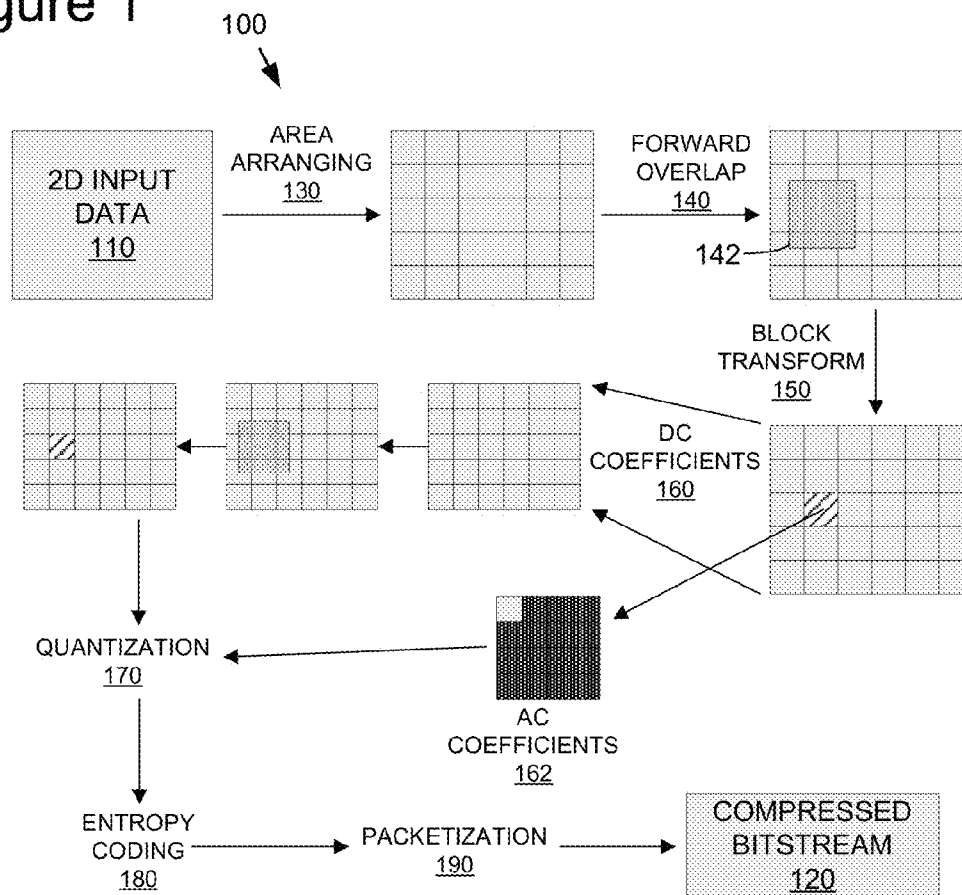 gure 1
100
2D INPUT
DATA
110
AREA
ARRANGING
130
FORWARD
OVERLAP
140
142
BLOCK
TRANSFORM
150
DC
COEFFICIENTS
160
QUANTIZATION
170
AC
COEFFICIENTS
162
ENTROPY
CODING
180
PACKETIZATION
190
COMPRESSED
BITSTREAM
120